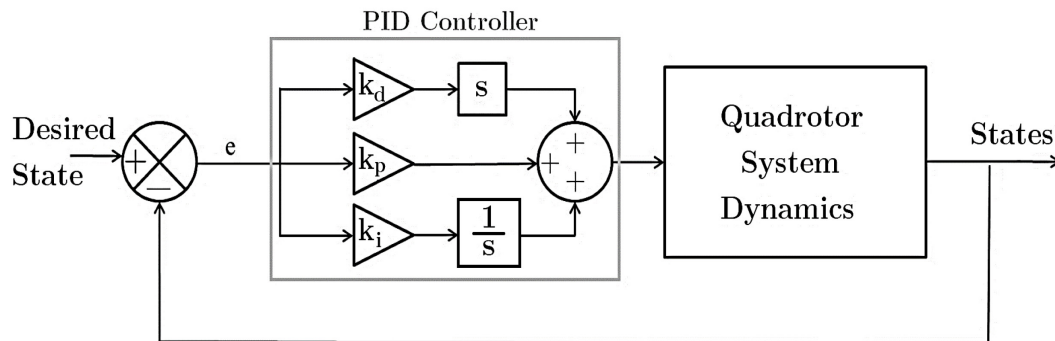 PID Controller
k_d
s
Desired
State
+
−
e
k_p
+
+
+
k_i
1/s
Quadrotor
System
Dynamics
States